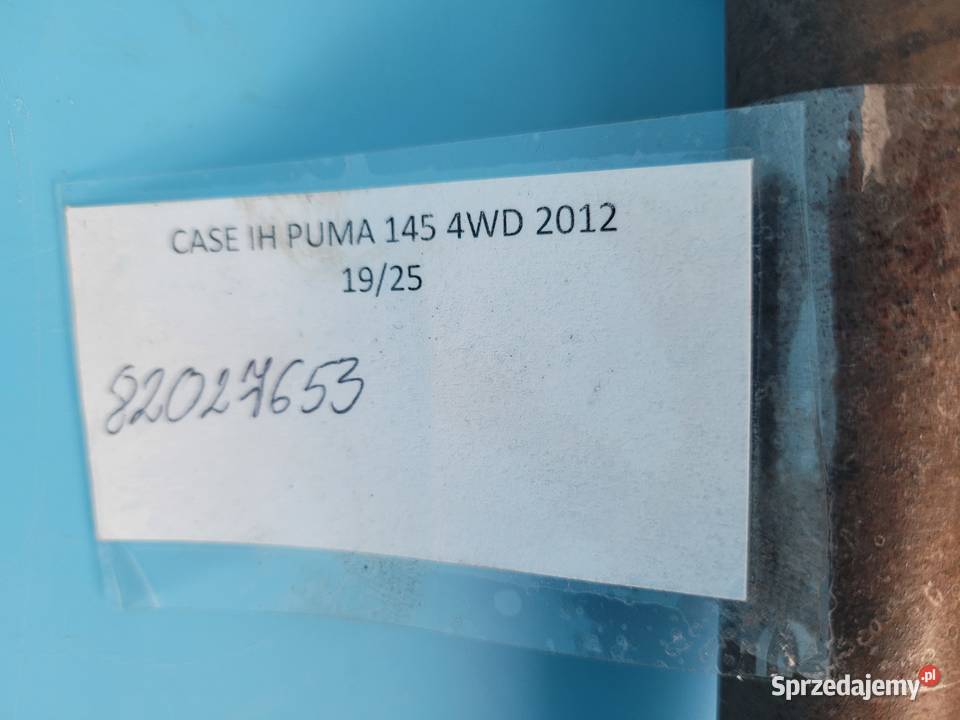 CASE IH PUMA 145 4WD 2012
19/25
82027653
Sprzedajemy.pl